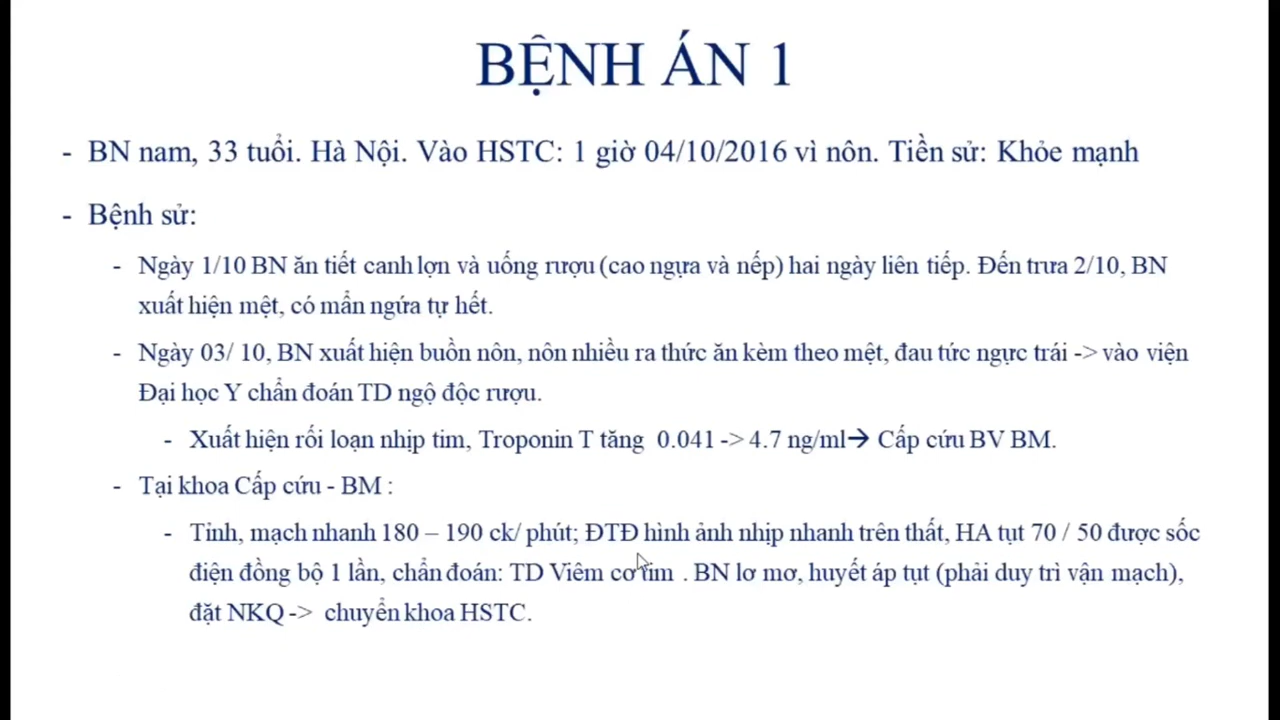 BỆNH ÁN 1
- BN nam, 33 tuổi. Hà Nội. Vào HSTC: 1 giờ 04/10/2016 vì nôn. Tiền sử: Khỏe mạnh
- Bệnh sử:
- Ngày 1/10 BN ăn tiết canh lợn và uống rượu (cao ngựa và nếp) hai ngày liên tiếp. Đến trưa 2/10, BN
xuất hiện mệt, có mẩn ngứa tự hết.
- Ngày 03/ 10, BN xuất hiện buồn nôn, nôn nhiều ra thức ăn kèm theo mệt, đau tức ngực trái -> vào viện
Đại học Y chẩn đoán TD ngộ độc rượu.
- Xuất hiện rối loạn nhịp tim, Troponin T tăng 0.041 -> 4.7 ng/ml→ Cấp cứu BV BM.
- Tại khoa Cấp cứu - BM :
- Tỉnh, mạch nhanh 180 – 190 ck/ phút; ĐTĐ hình ảnh nhịp nhanh trên thất, HA tụt 70 / 50 được sốc
điện đồng bộ 1 lần, chẩn đoán: TD Viêm cơ tim . BN lơ mơ, huyết áp tụt (phải duy trì vận mạch),
đặt NKQ -> chuyển khoa HSTC.